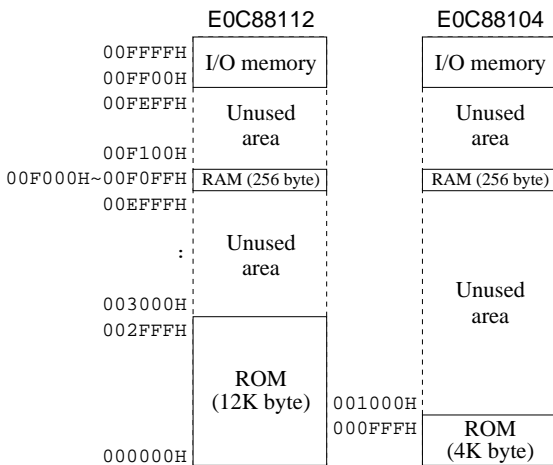 E0C88112
E0C88104
00FFFFH
00FF00H
I/O memory
I/O memory
00FEFFH
Unused
area
Unused
area
00F100H
00F000H~00F0FFH
RAM (256 byte)
RAM (256 byte)
00EFFFH
:
Unused
area
003000H
002FFFH
Unused
area
ROM
(12K byte)
001000H
000FFFH
ROM
(4K byte)
000000H